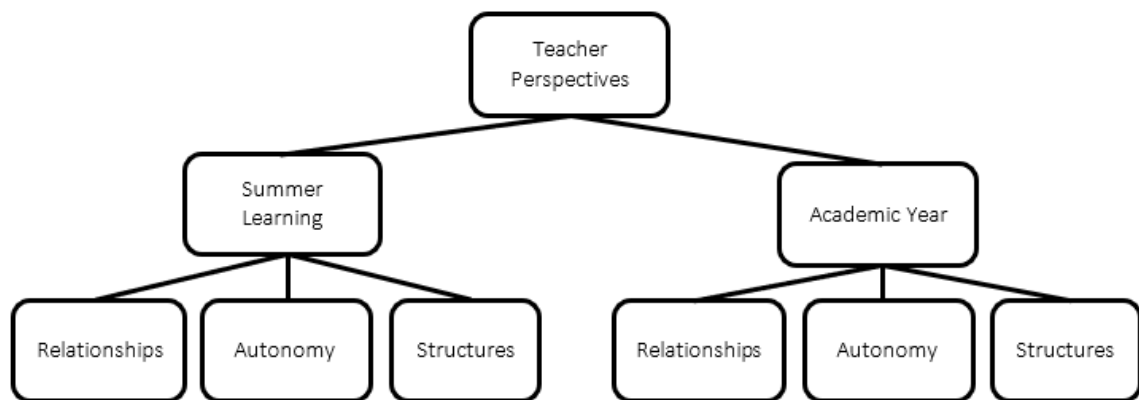 Teacher
Perspectives
Summer
Learning
Academic Year
Relationships
Autonomy
Structures
Relationships
Autonomy
Structures